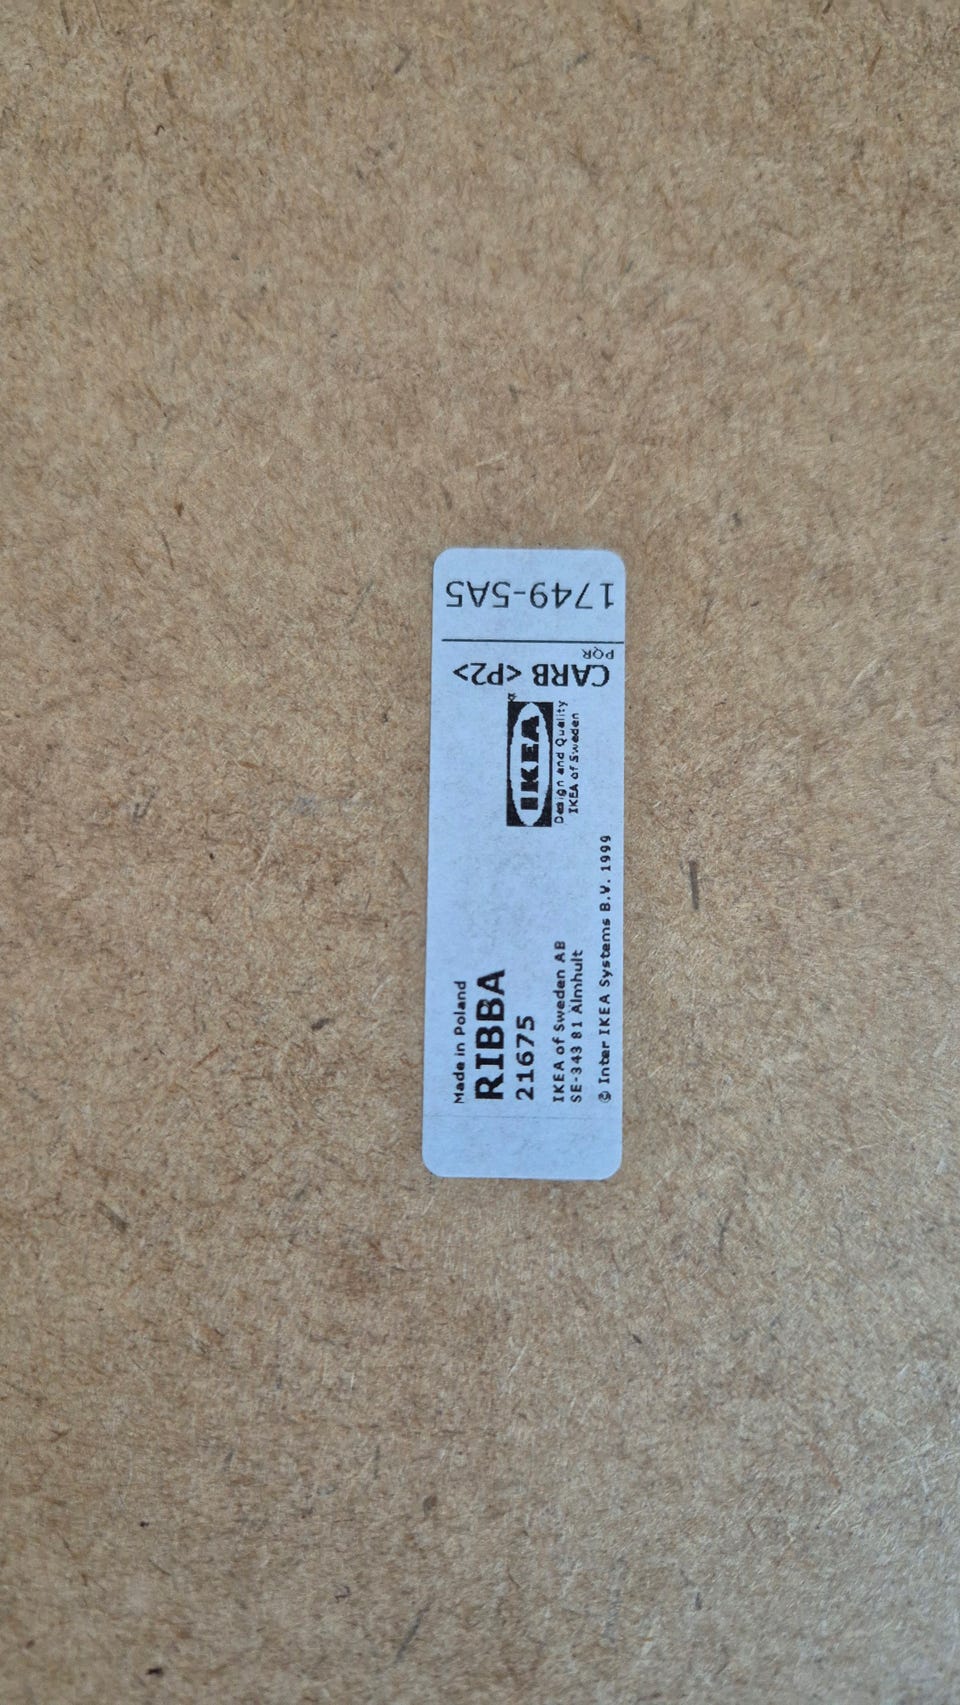 Made in Poland
RIBBA
21675
IKEA of Sweden AB
SE-343 81 Älmhult
© Inter IKEA Systems B.V. 1999
IKEA
®
Design and Quality
IKEA of Sweden
CARB <P2>
PQR
1749-5A5